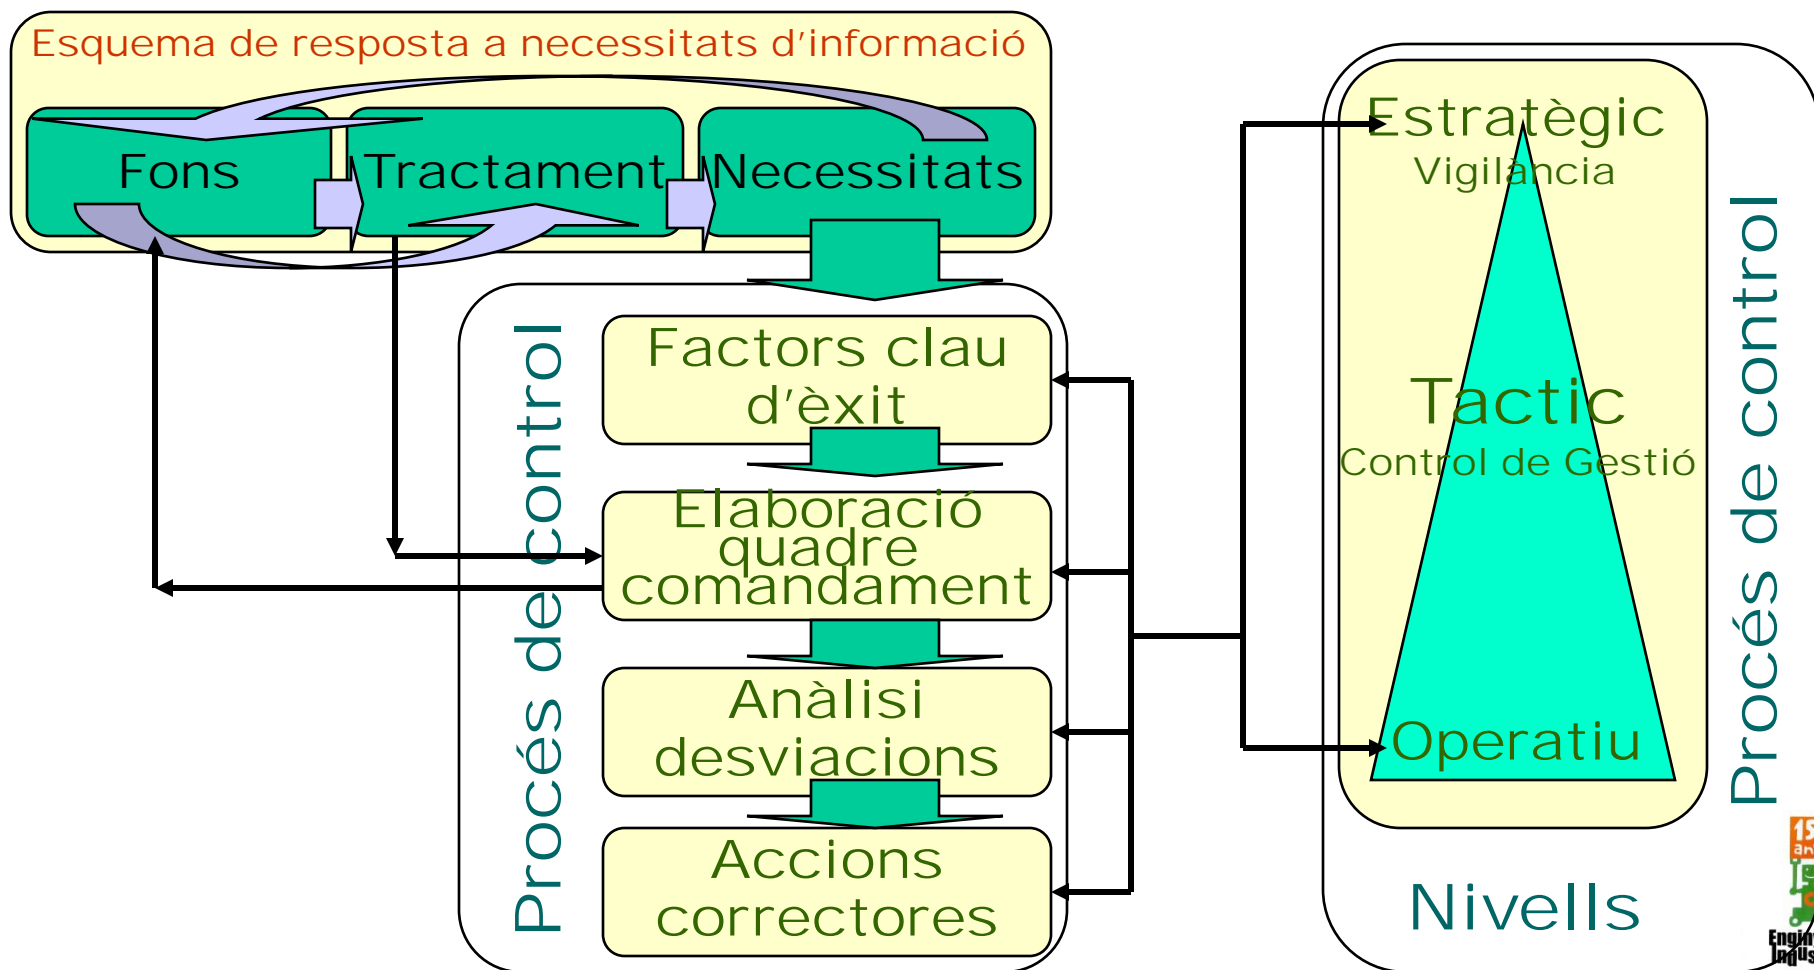 Esquema de resposta a necessitats d'informació
Fons
Tractament
Necessitats
Procés de control
Factors clau
d'èxit
Elaboració
quadre
comandament
Anàlisi
desviacions
Accions
correctores
Estratègic
Vigilància
Tactic
Control de Gestió
Operatiu
Procés de control
Nivells